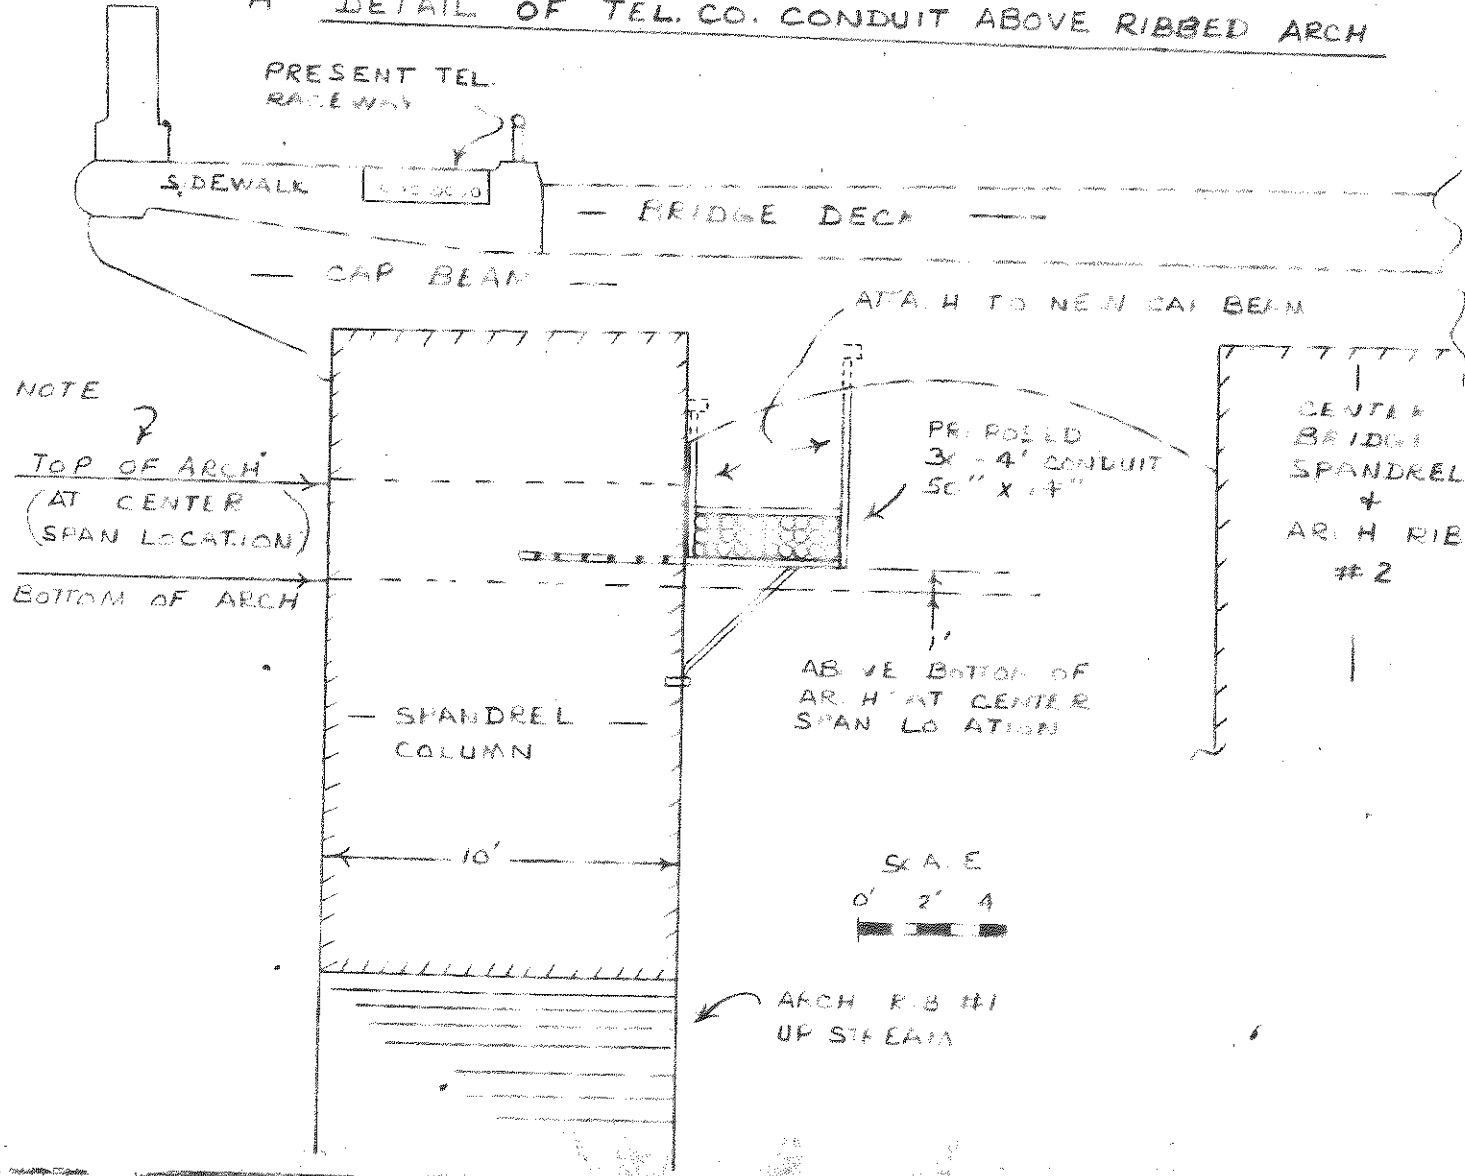 A DETAIL OF TEL. CO. CONDUIT ABOVE RIBBED ARCH
PRESENT TEL.
RACEWAY
SIDEWALK
— BRIDGE DECK —
— CAP BEAM —
ATTACH TO NEW CAP BEAM
NOTE
?
TOP OF ARCH
(AT CENTER
SPAN LOCATION)
BOTTOM OF ARCH
PROPOSED
4" CONDUIT
CENTER
BRIDGE
SPANDREL
&
ARCH RIB
#2
1'
ABOVE BOTTOM OF
ARCH AT CENTER
SPAN LOCATION
— SPANDREL —
COLUMN
10'
SCALE
0' 2' 4
ARCH RIB #1
UP STREAM